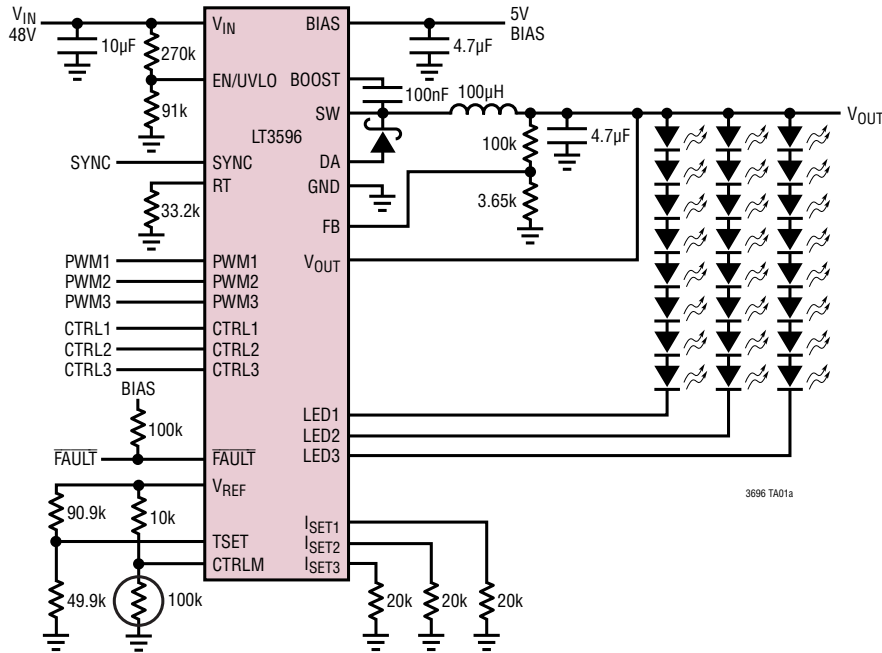 VIN
48V
10µF
270k
91k
VIN
EN/UVLO
LT3596
BIAS
5V
BIAS
4.7µF
BOOST
100nF
SW
100µH
100k
4.7µF
VOUT
DA
GND
3.65k
FB
VOUT
SYNC
SYNC
RT
33.2k
PWM1
PWM1
PWM2
PWM2
PWM3
PWM3
CTRL1
CTRL1
CTRL2
CTRL2
CTRL3
CTRL3
BIAS
100k
FAULT
FAULT
LED1
LED2
LED3
3696 TA01a
VREF
90.9k
10k
TSET
CTRLM
49.9k
100k
ISET1
ISET2
ISET3
20k
20k
20k